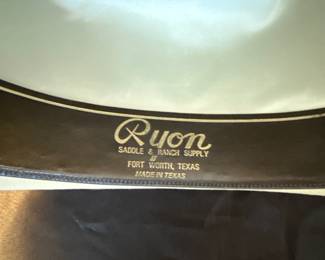 Ryon
SADDLE & RANCH SUPPLY
FORT WORTH, TEXAS
MADE IN TEXAS